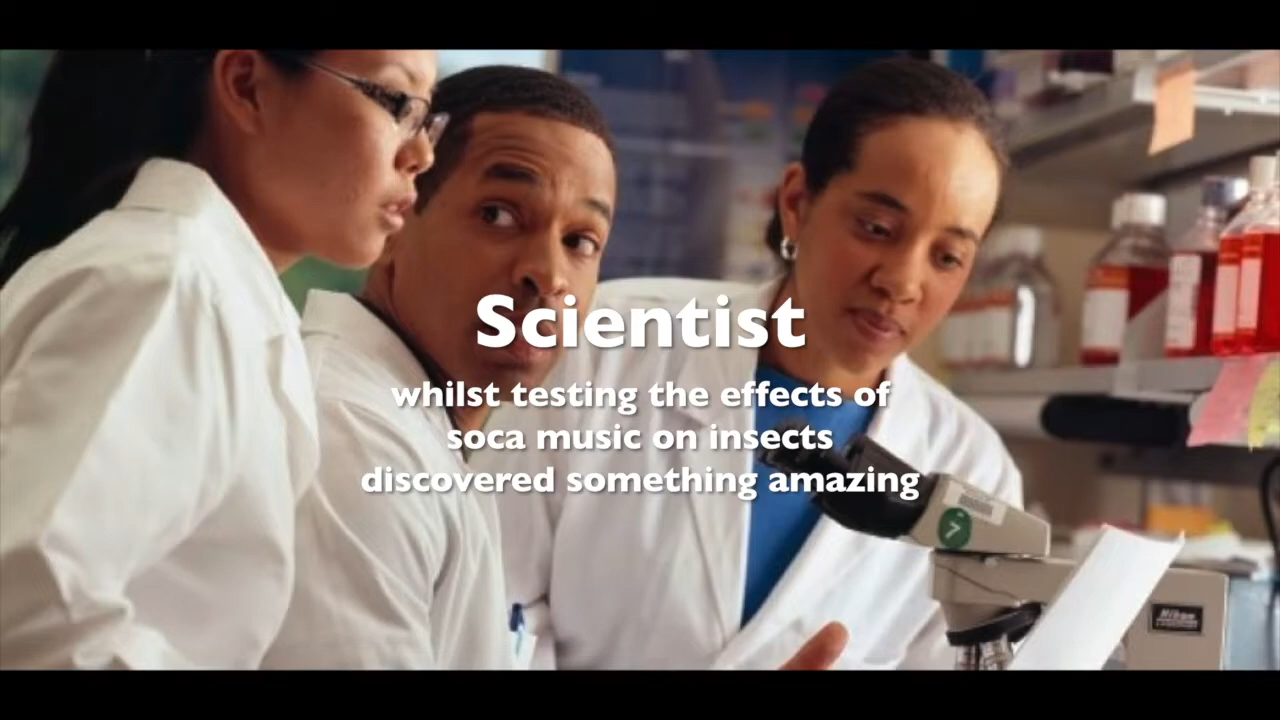 Scientist
whilst testing the effects of
soca music on insects
discovered something amazing
7
Nikon